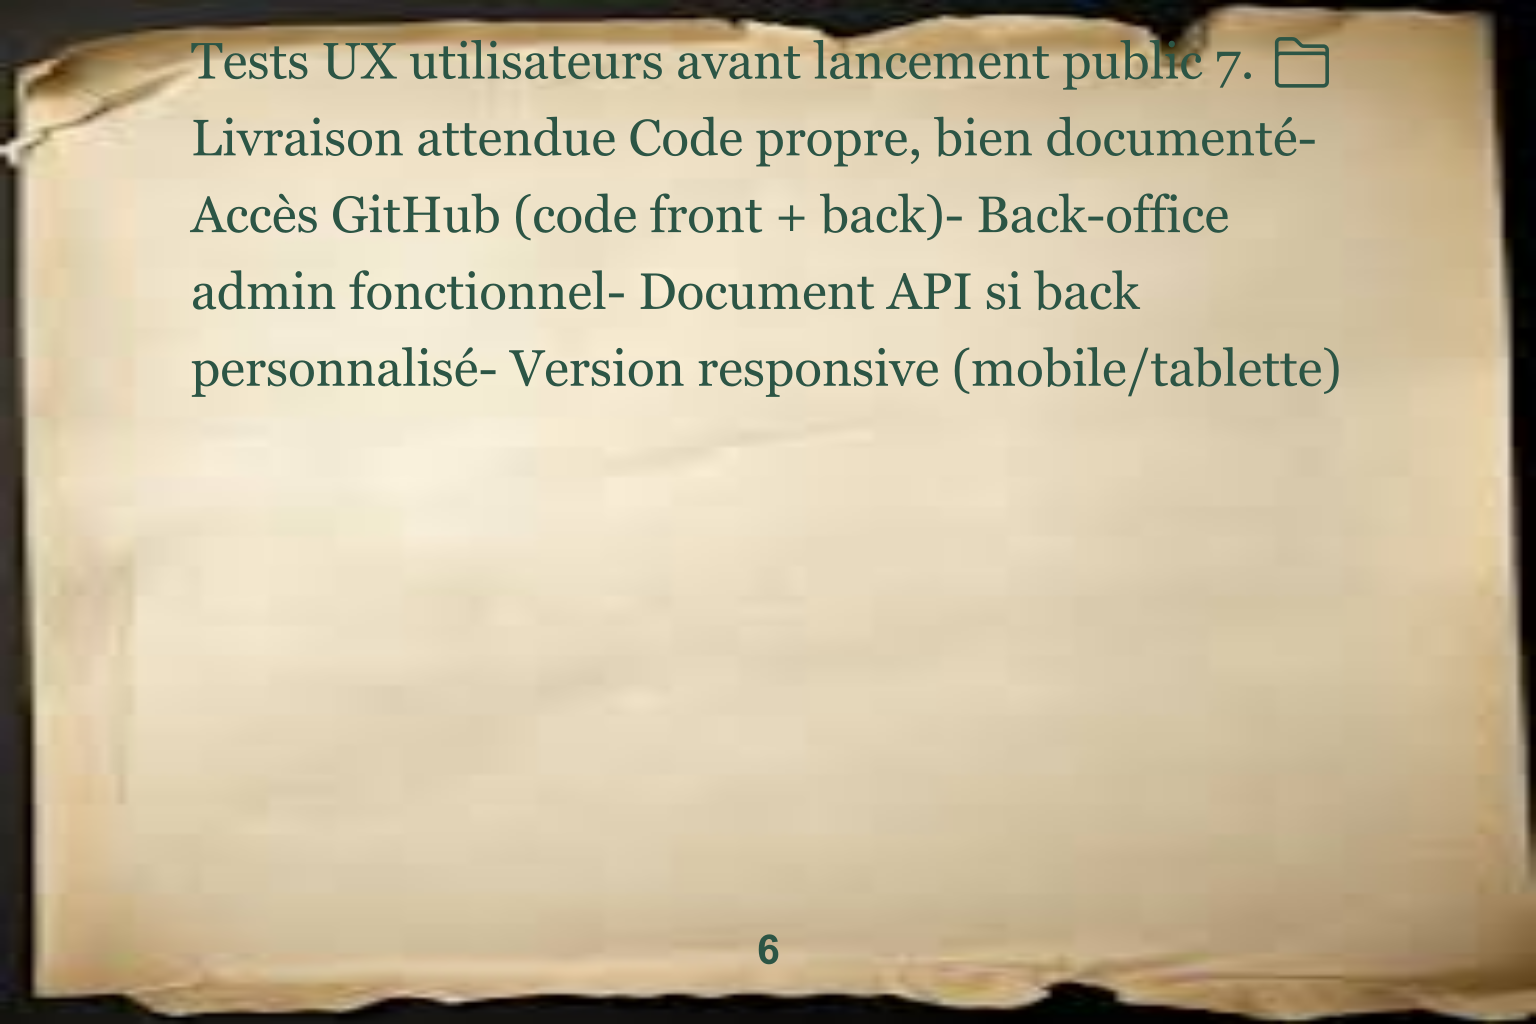 Tests UX utilisateurs avant lancement public 7. 🗀
Livraison attendue Code propre, bien documenté-
Accès GitHub (code front + back)- Back-office
admin fonctionnel- Document API si back
personnalisé- Version responsive (mobile/tablette)
6